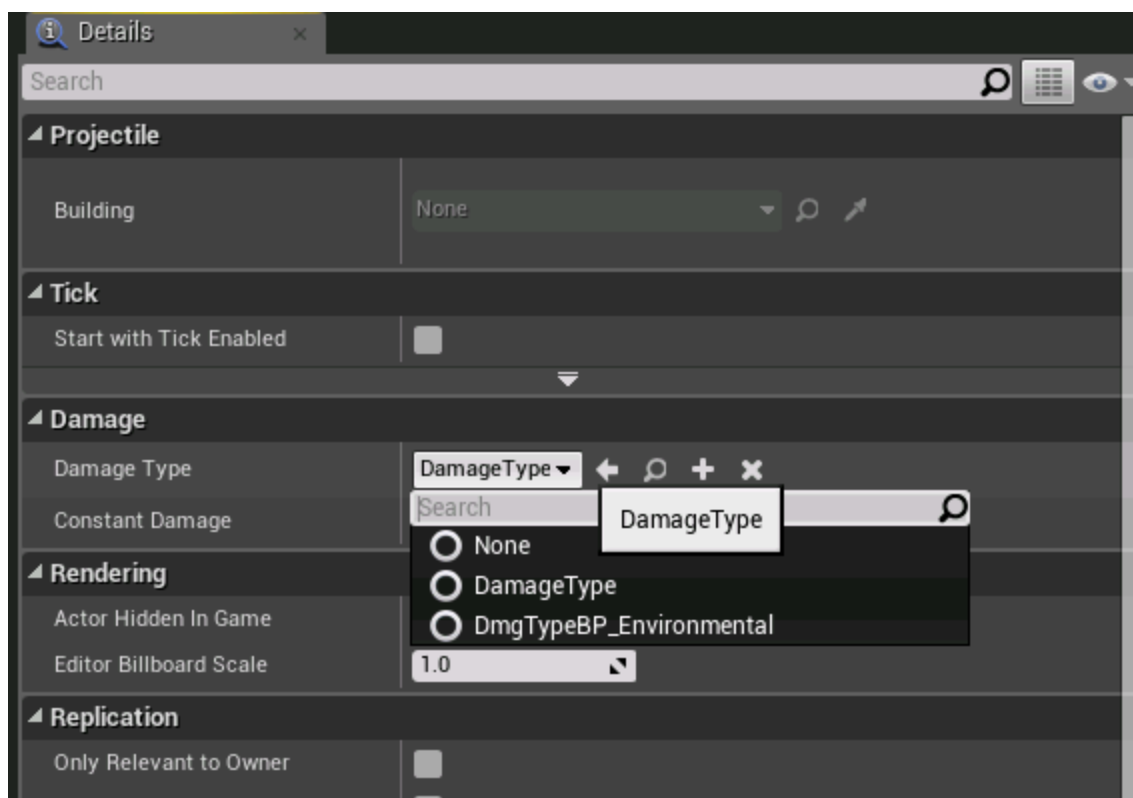 Details
Search
Projectile
Building None
Tick
Start with Tick Enabled
Damage
Damage Type DamageType
Search
DamageType
Constant Damage
None
DamageType
DmgTypeBP_Environmental
Rendering
Actor Hidden In Game
Editor Billboard Scale 1.0
Replication
Only Relevant to Owner